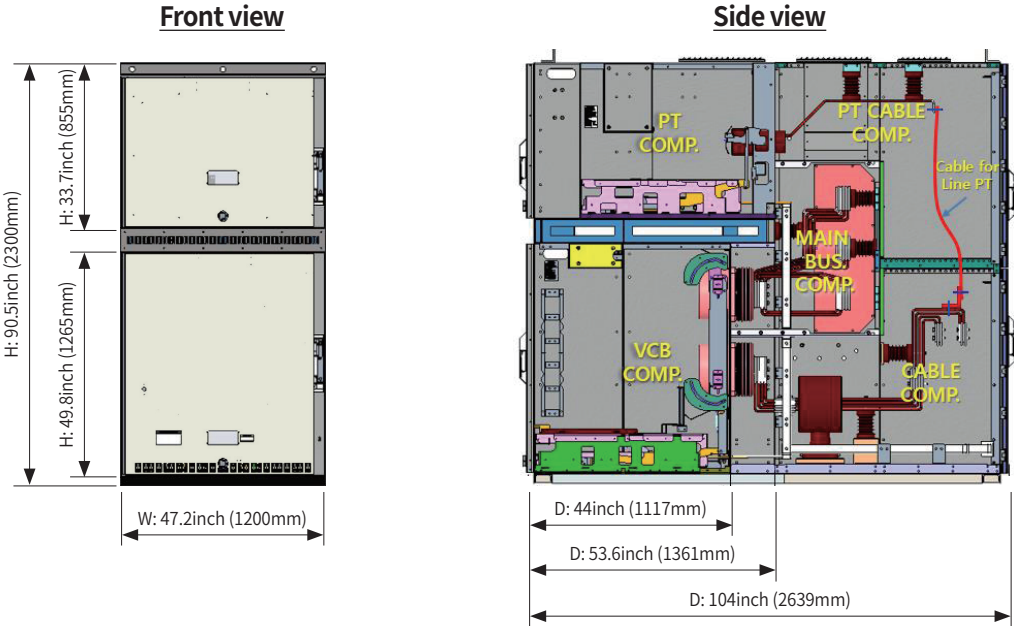 Front view
Side view
H: 90.5inch (2300mm)
H: 33.7inch (855mm)
H: 49.8inch (1265mm)
W: 47.2inch (1200mm)
PT
COMP.
PT CABLE
COMP.
Cable for
Line PT
MAIN
BUS.
COMP.
VCB
COMP.
CABLE
COMP.
D: 44inch (1117mm)
D: 53.6inch (1361mm)
D: 104inch (2639mm)